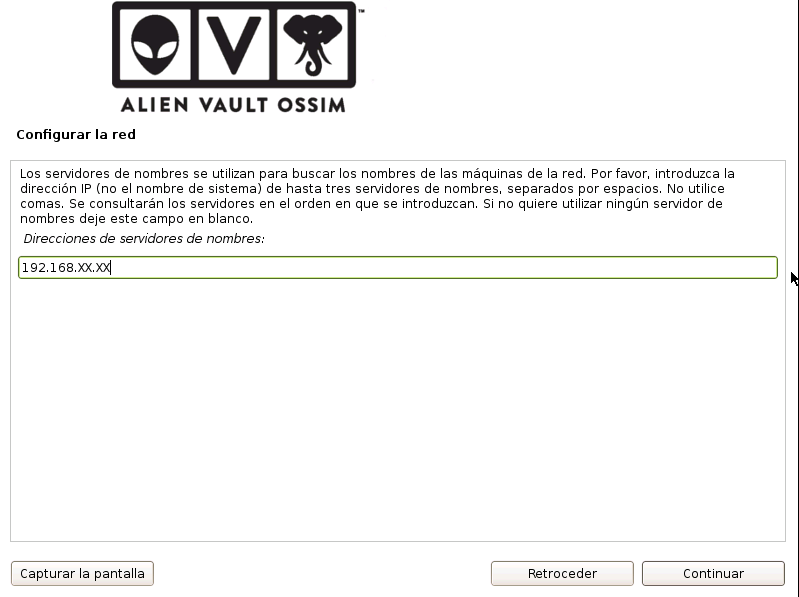 OV
™
ALIEN VAULT OSSIM
Configurar la red
Los servidores de nombres se utilizan para buscar los nombres de las máquinas de la red. Por favor, introduzca la
dirección IP (no el nombre de sistema) de hasta tres servidores de nombres, separados por espacios. No utilice
comas. Se consultarán los servidores en el orden en que se introduzcan. Si no quiere utilizar ningún servidor de
nombres deje este campo en blanco.
Direcciones de servidores de nombres:
192.168.XX.XX
Capturar la pantalla
Retroceder
Continuar